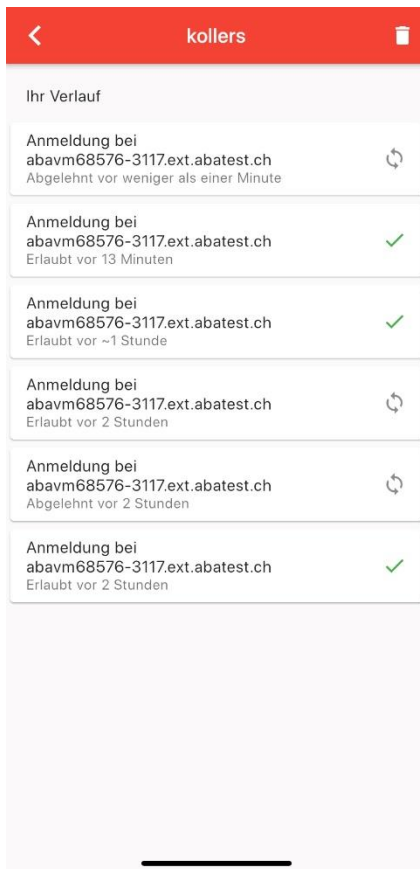 kollers
Ihr Verlauf
Anmeldung bei
abavm68576-3117.ext.abatest.ch
Abgelehnt vor weniger als einer Minute
Anmeldung bei
abavm68576-3117.ext.abatest.ch
Erlaubt vor 13 Minuten
Anmeldung bei
abavm68576-3117.ext.abatest.ch
Erlaubt vor ~1 Stunde
Anmeldung bei
abavm68576-3117.ext.abatest.ch
Erlaubt vor 2 Stunden
Anmeldung bei
abavm68576-3117.ext.abatest.ch
Abgelehnt vor 2 Stunden
Anmeldung bei
abavm68576-3117.ext.abatest.ch
Erlaubt vor 2 Stunden